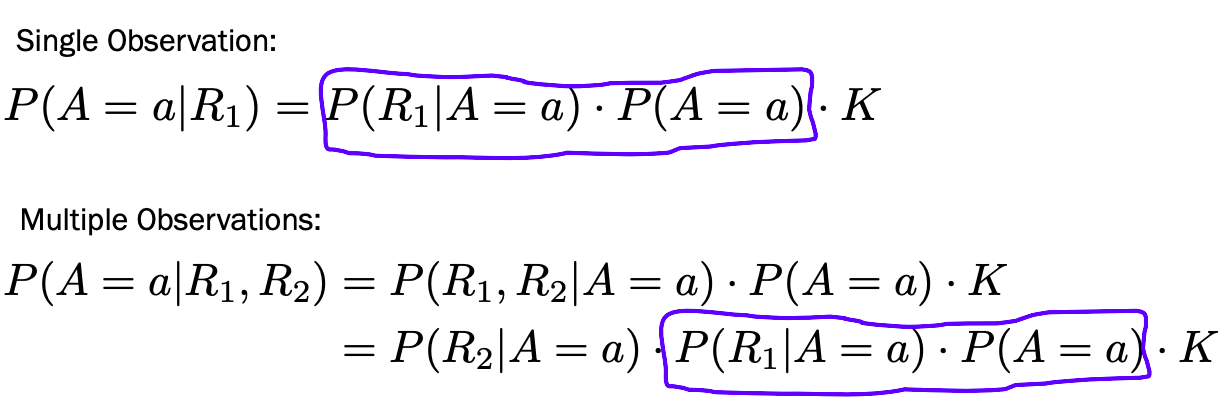 Single Observation:
P(A = a|R₁) = P(R₁|A = a) · P(A = a) · K
Multiple Observations:
P(A = a|R₁, R₂) = P(R₁, R₂|A = a) · P(A = a) · K
= P(R₂|A = a) · P(R₁|A = a) · P(A = a) · K